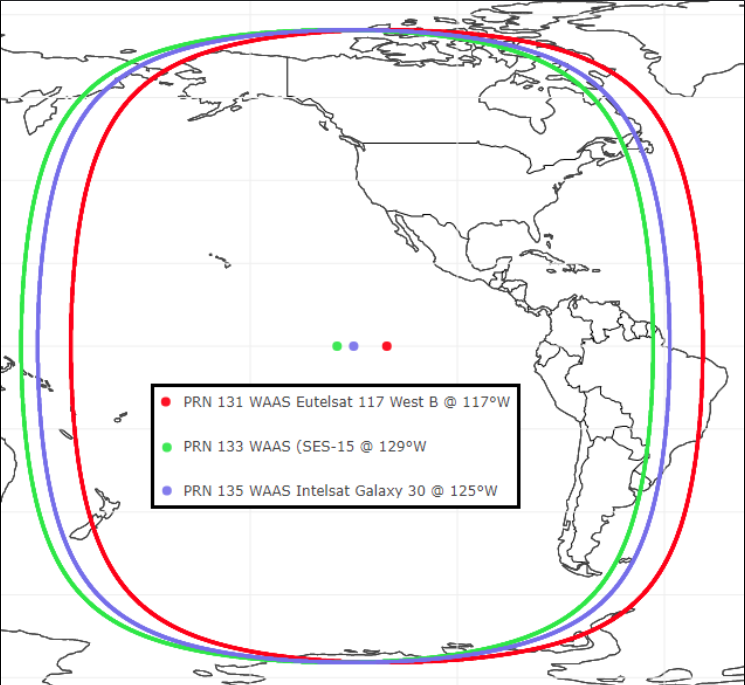 PRN 131 WAAS Eutelsat 117 West B @ 117°W
PRN 133 WAAS (SES-15 @ 129°W
PRN 135 WAAS Intelsat Galaxy 30 @ 125°W